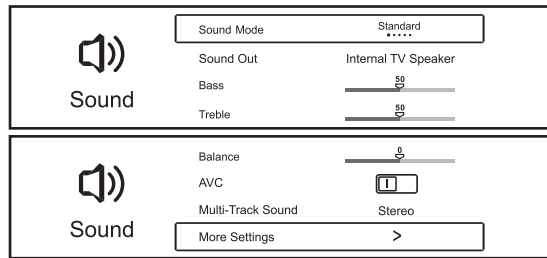 Sound
Sound Mode Standard
Sound Out Internal TV Speaker
Bass 50
Treble 50
Sound
Balance 0
AVC
Multi-Track Sound Stereo
More Settings >